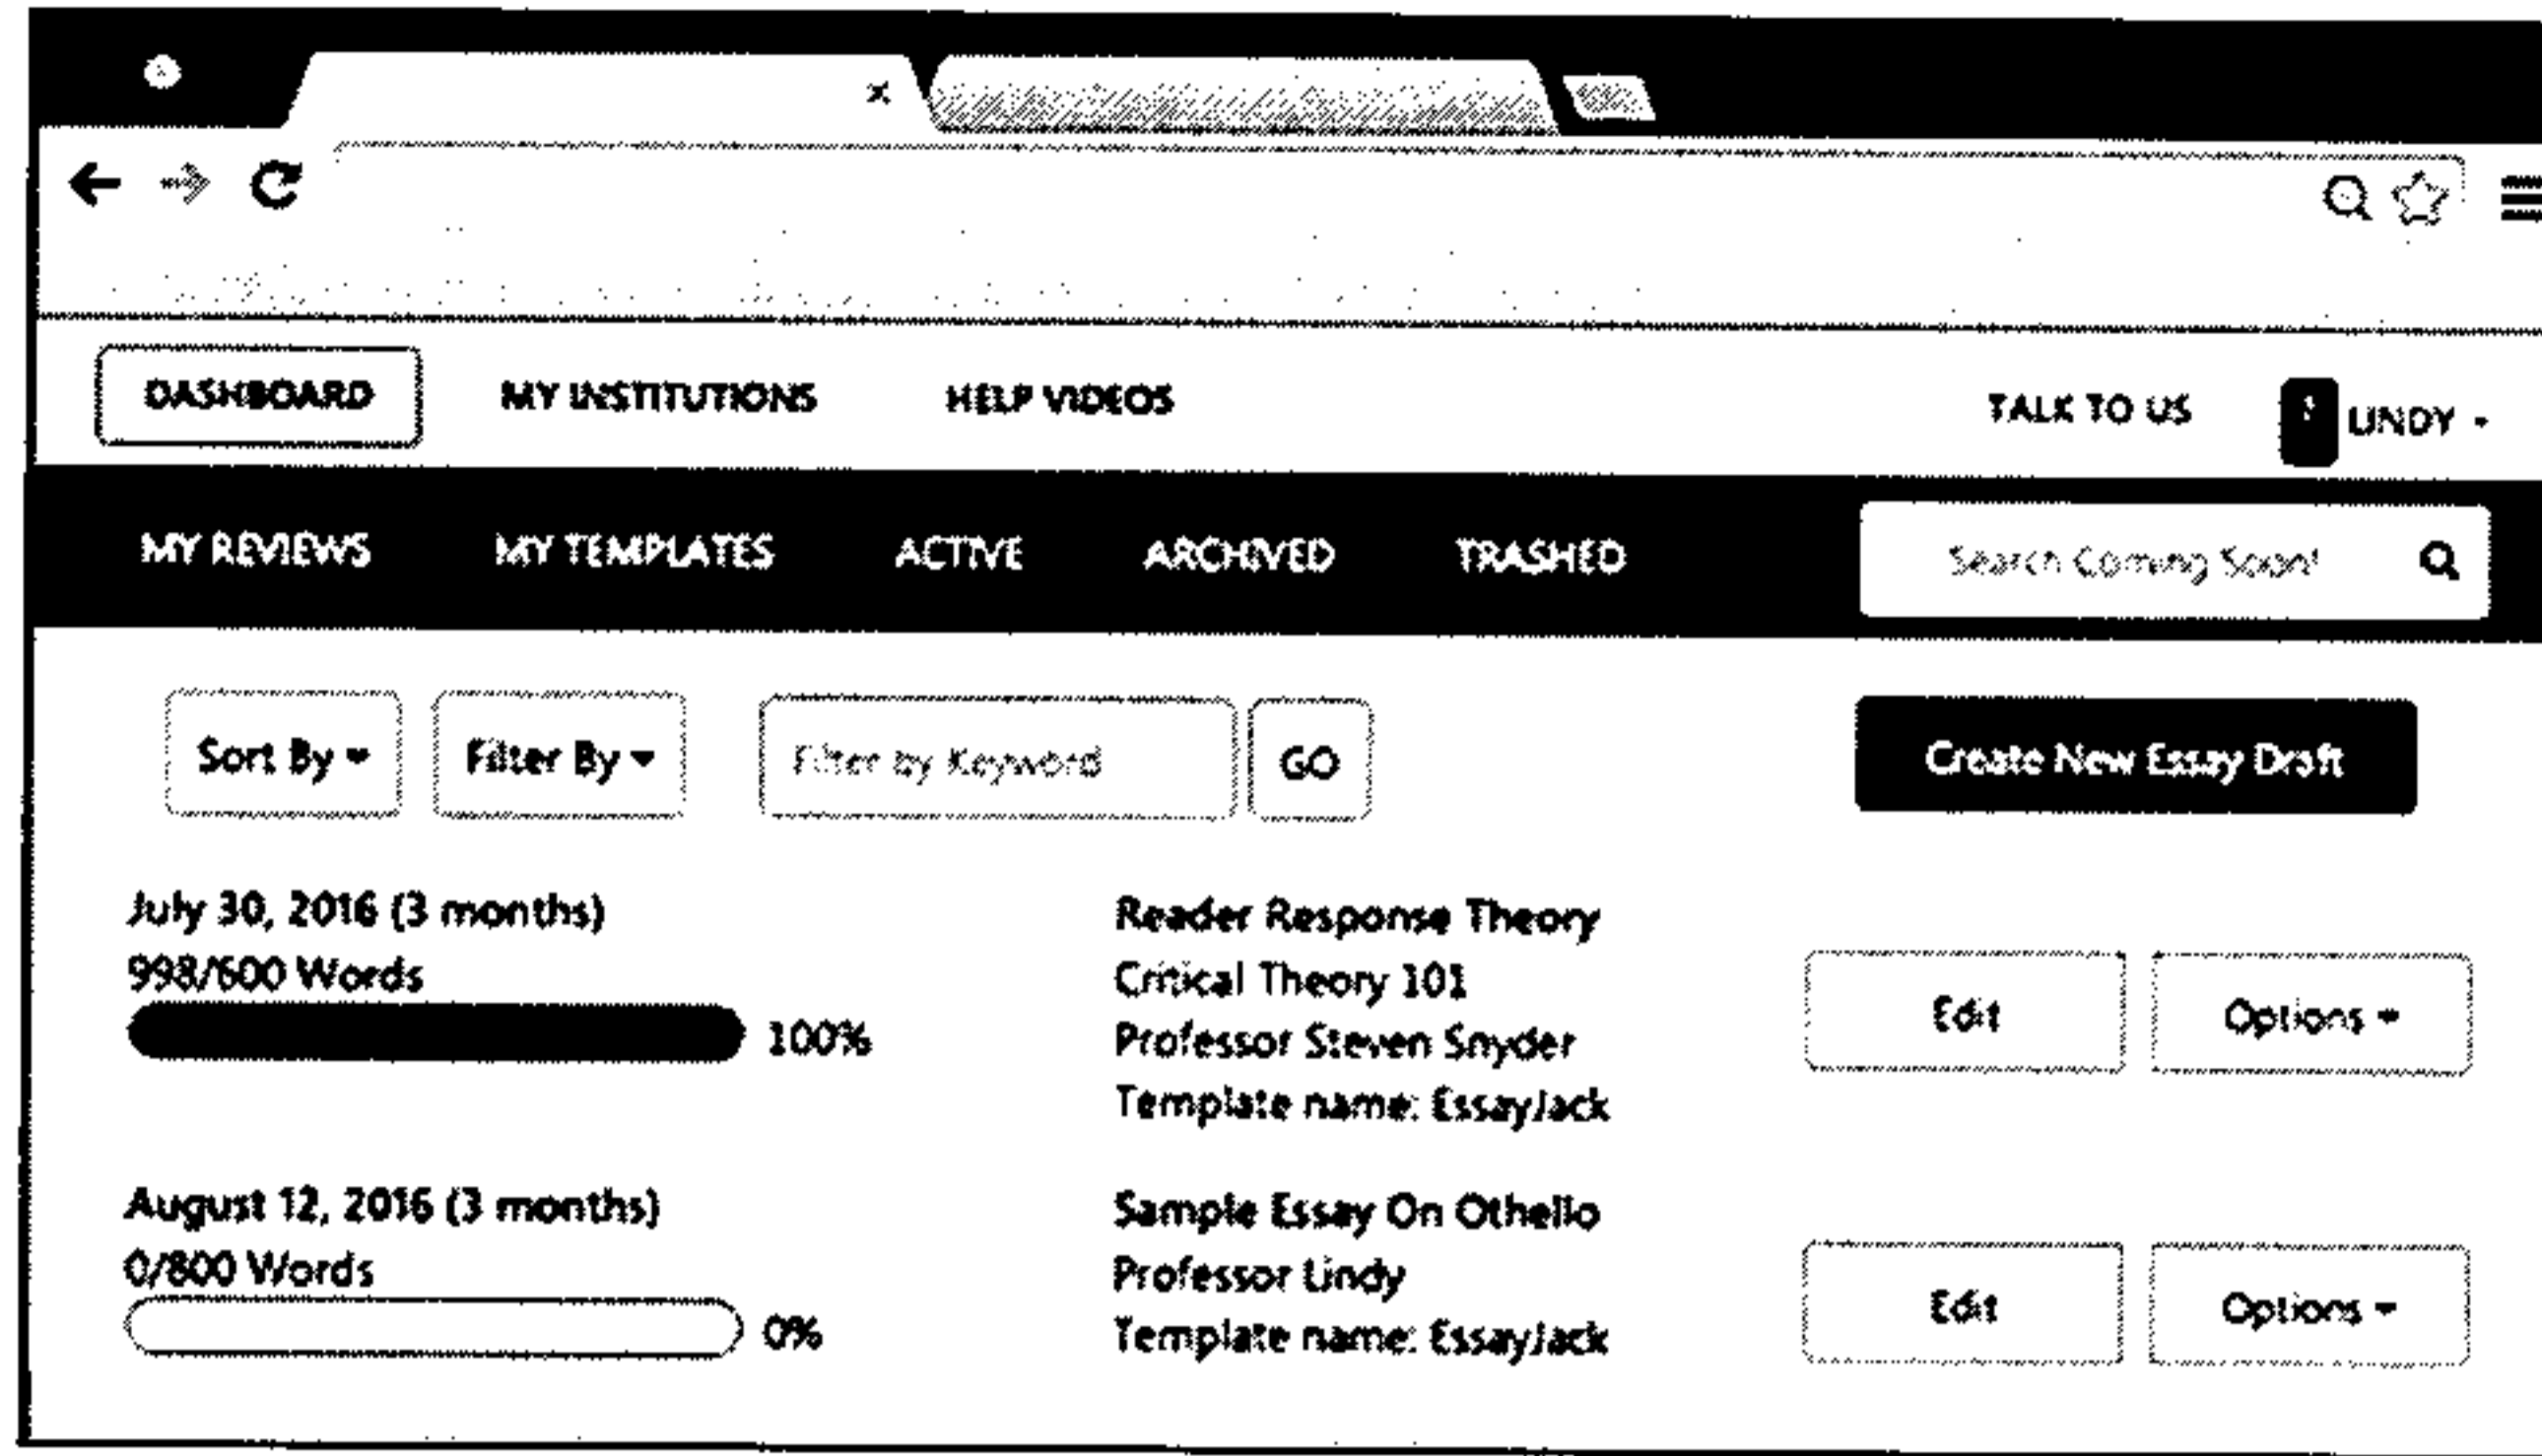 DASHBOARD MY INSTITUTIONS HELP VIDEOS TALK TO US LINDY
MY REVIEWS MY TEMPLATES ACTIVE ARCHIVED TRASHED Search Coming Soon!
Sort By Filter By Filter by Keyword GO Create New Essay Draft
July 30, 2016 (3 months)
998/600 Words
100%
Reader Response Theory
Critical Theory 101
Professor Steven Snyder
Template name: EssayJack
Edit Options
August 12, 2016 (3 months)
0/800 Words
0%
Sample Essay On Othello
Professor Lindy
Template name: EssayJack
Edit Options